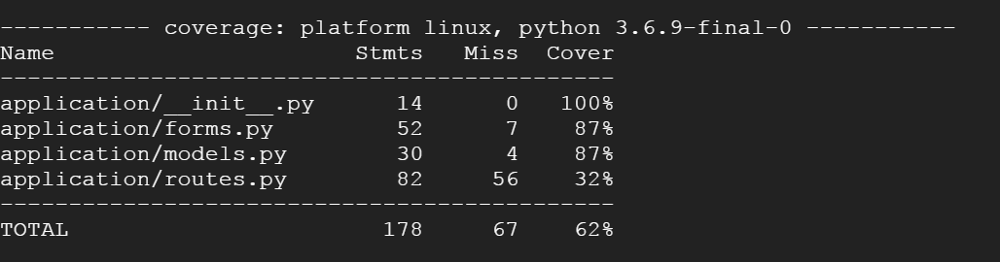 ----------- coverage: platform linux, python 3.6.9-final-0 -----------
Name                      Stmts   Miss  Cover
---------------------------------------------
application/__init__.py      14      0   100%
application/forms.py         52      7    87%
application/models.py        30      4    87%
application/routes.py        82     56    32%
---------------------------------------------
TOTAL                       178     67    62%